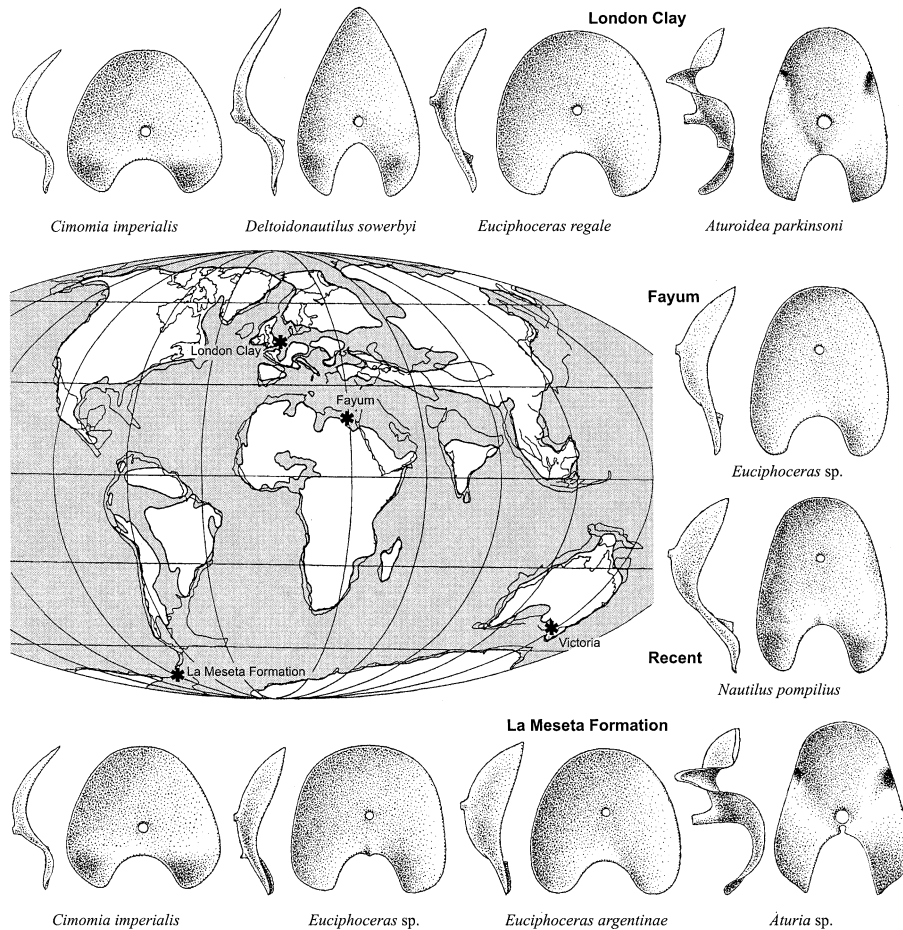 London Clay
Cimomia imperialis
Deltoidonautilus sowerbyi
Euciphoceras regale
Aturoidea parkinsoni
London Clay
Fayum
Victoria
La Meseta Formation
Fayum
Euciphoceras sp.
Recent
Nautilus pompilius
La Meseta Formation
Cimomia imperialis
Euciphoceras sp.
Euciphoceras argentinae
Aturia sp.